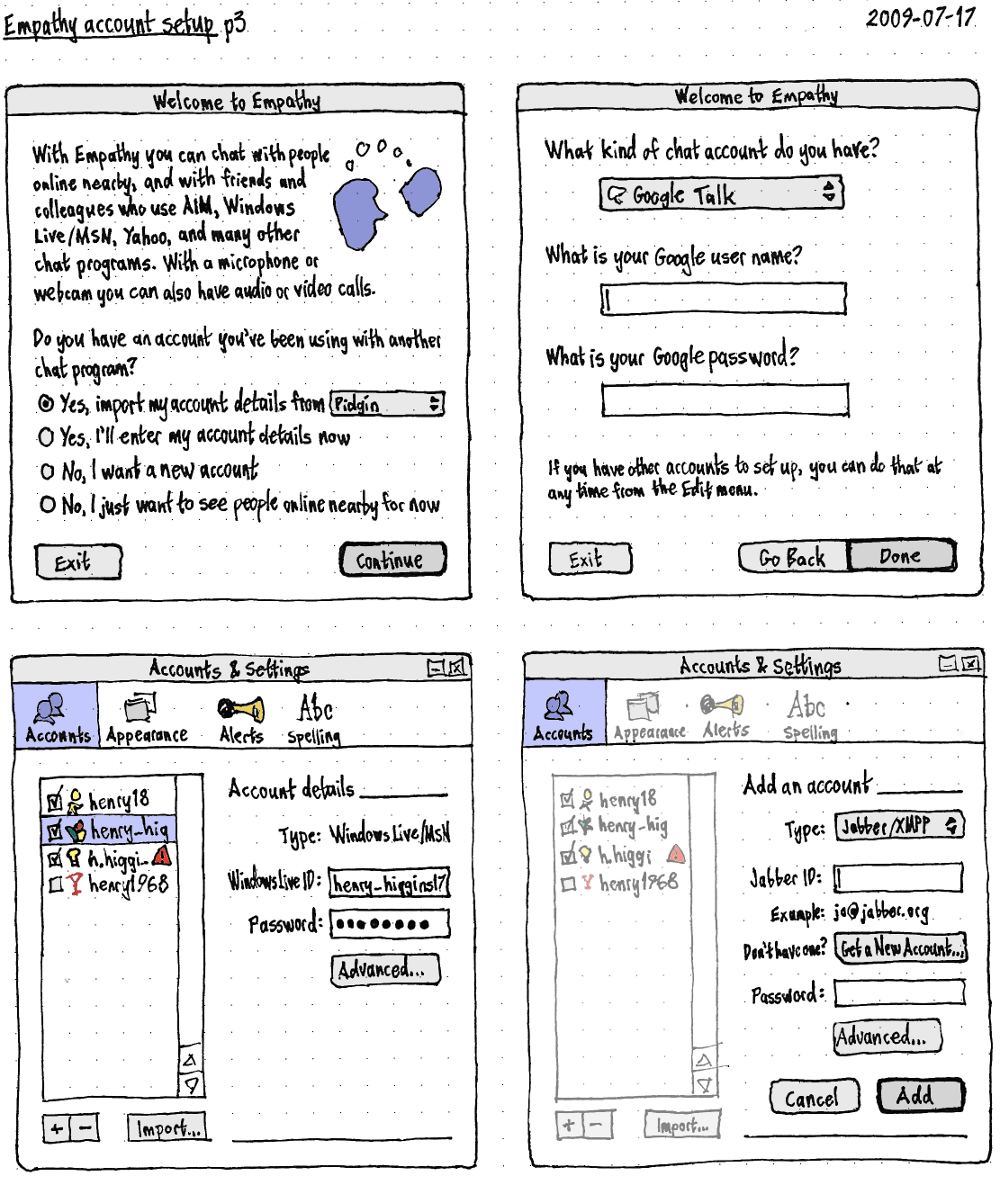 Empathy account setup p3
2009-07-17
Welcome to Empathy
With Empathy you can chat with people
online nearby, and with friends and
colleagues who use AIM, Windows
Live/MSN, Yahoo, and many other
chat programs. With a microphone or
webcam you can also have audio or video calls.
Do you have an account you've been using with another
chat program?
Yes, import my account details from Pidgin
Yes, I'll enter my account details now
No, I want a new account
No, I just want to see people online nearby for now
Exit
Continue
Welcome to Empathy
What kind of chat account do you have?
Google Talk
What is your Google user name?
What is your Google password?
If you have other accounts to set up, you can do that at
any time from the Edit menu.
Exit
Go Back
Done
Accounts & Settings
Accounts
Appearance
Alerts
Abc
Spelling
henry18
henry-hig
h.higgi-
henry1968
Import...
Account details
Type: Windows Live/MSN
Windows Live ID: henry-higgins17
Password:
Advanced...
Accounts & Settings
Accounts
Appearance
Alerts
Abc
Spelling
henry18
henry-hig
h.higgi
henry1968
Import...
Add an account
Type: Jabber/XMPP
Jabber ID:
Example: jo@jabber.org
Don't have one? Get a New Account...
Password:
Advanced...
Cancel
Add